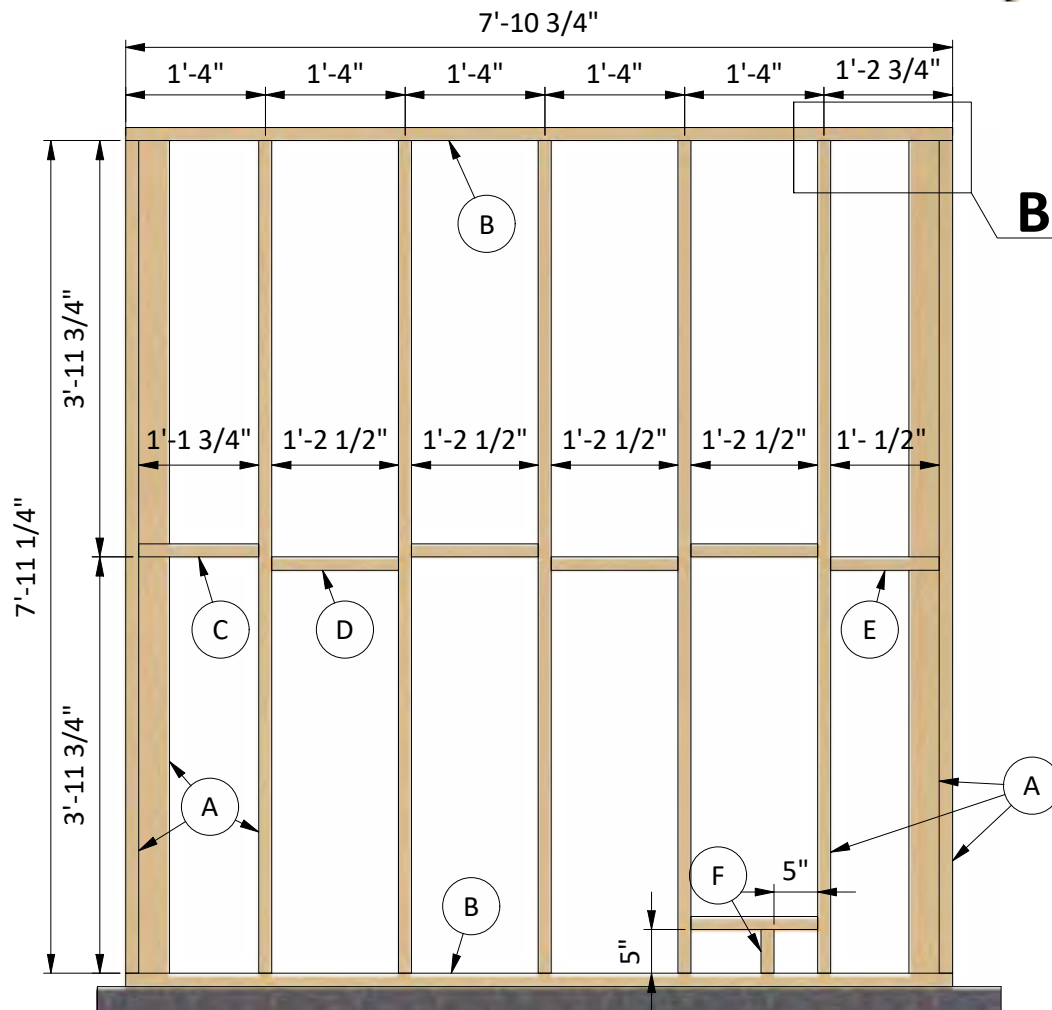 7'-10 3/4"
1'-4" 1'-4" 1'-4" 1'-4" 1'-4" 1'-2 3/4"
B
B
3'-11 3/4"
1'-1 3/4" 1'-2 1/2" 1'-2 1/2" 1'-2 1/2" 1'-2 1/2" 1'- 1/2"
7'-11 1/4"
C D E
3'-11 3/4"
A A
F 5"
B
5"